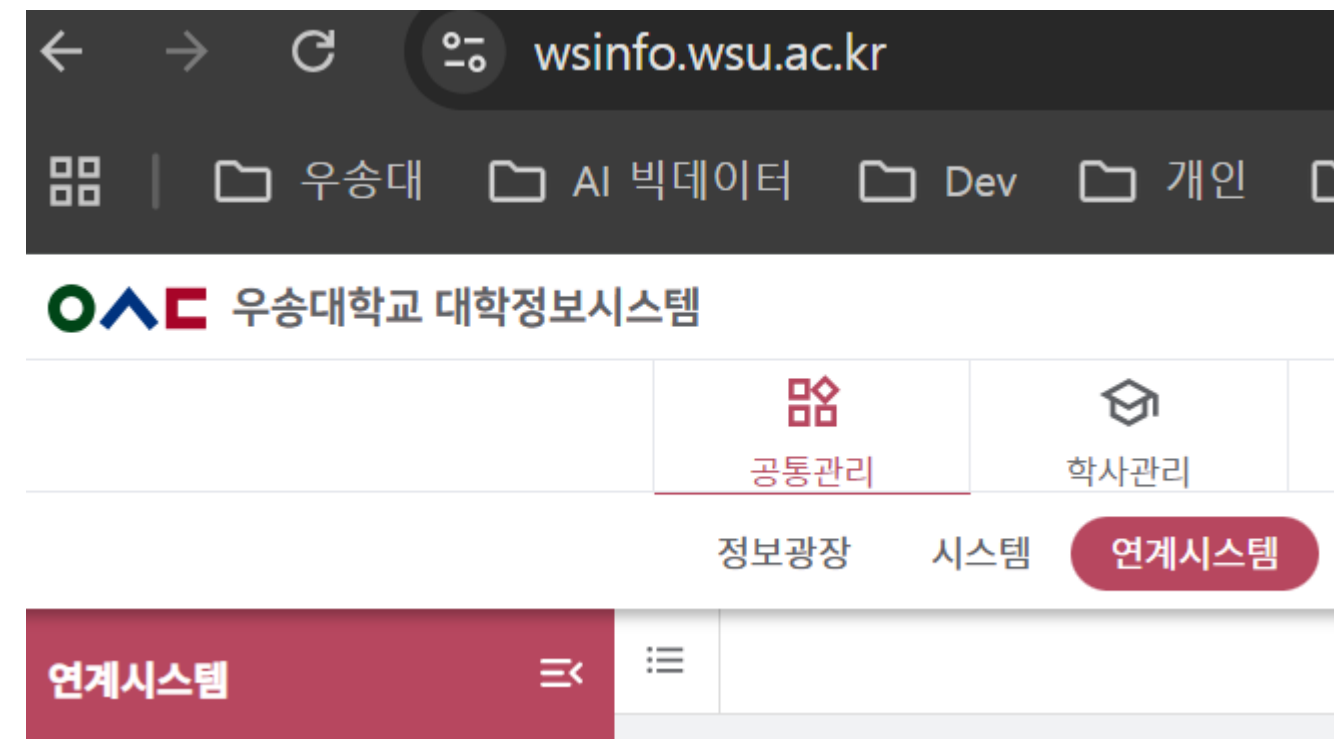 wsinfo.wsu.ac.kr
우송대 AI 빅데이터 Dev 개인
우송대학교 대학정보시스템
공통관리 학사관리
정보광장 시스템 연계시스템
연계시스템